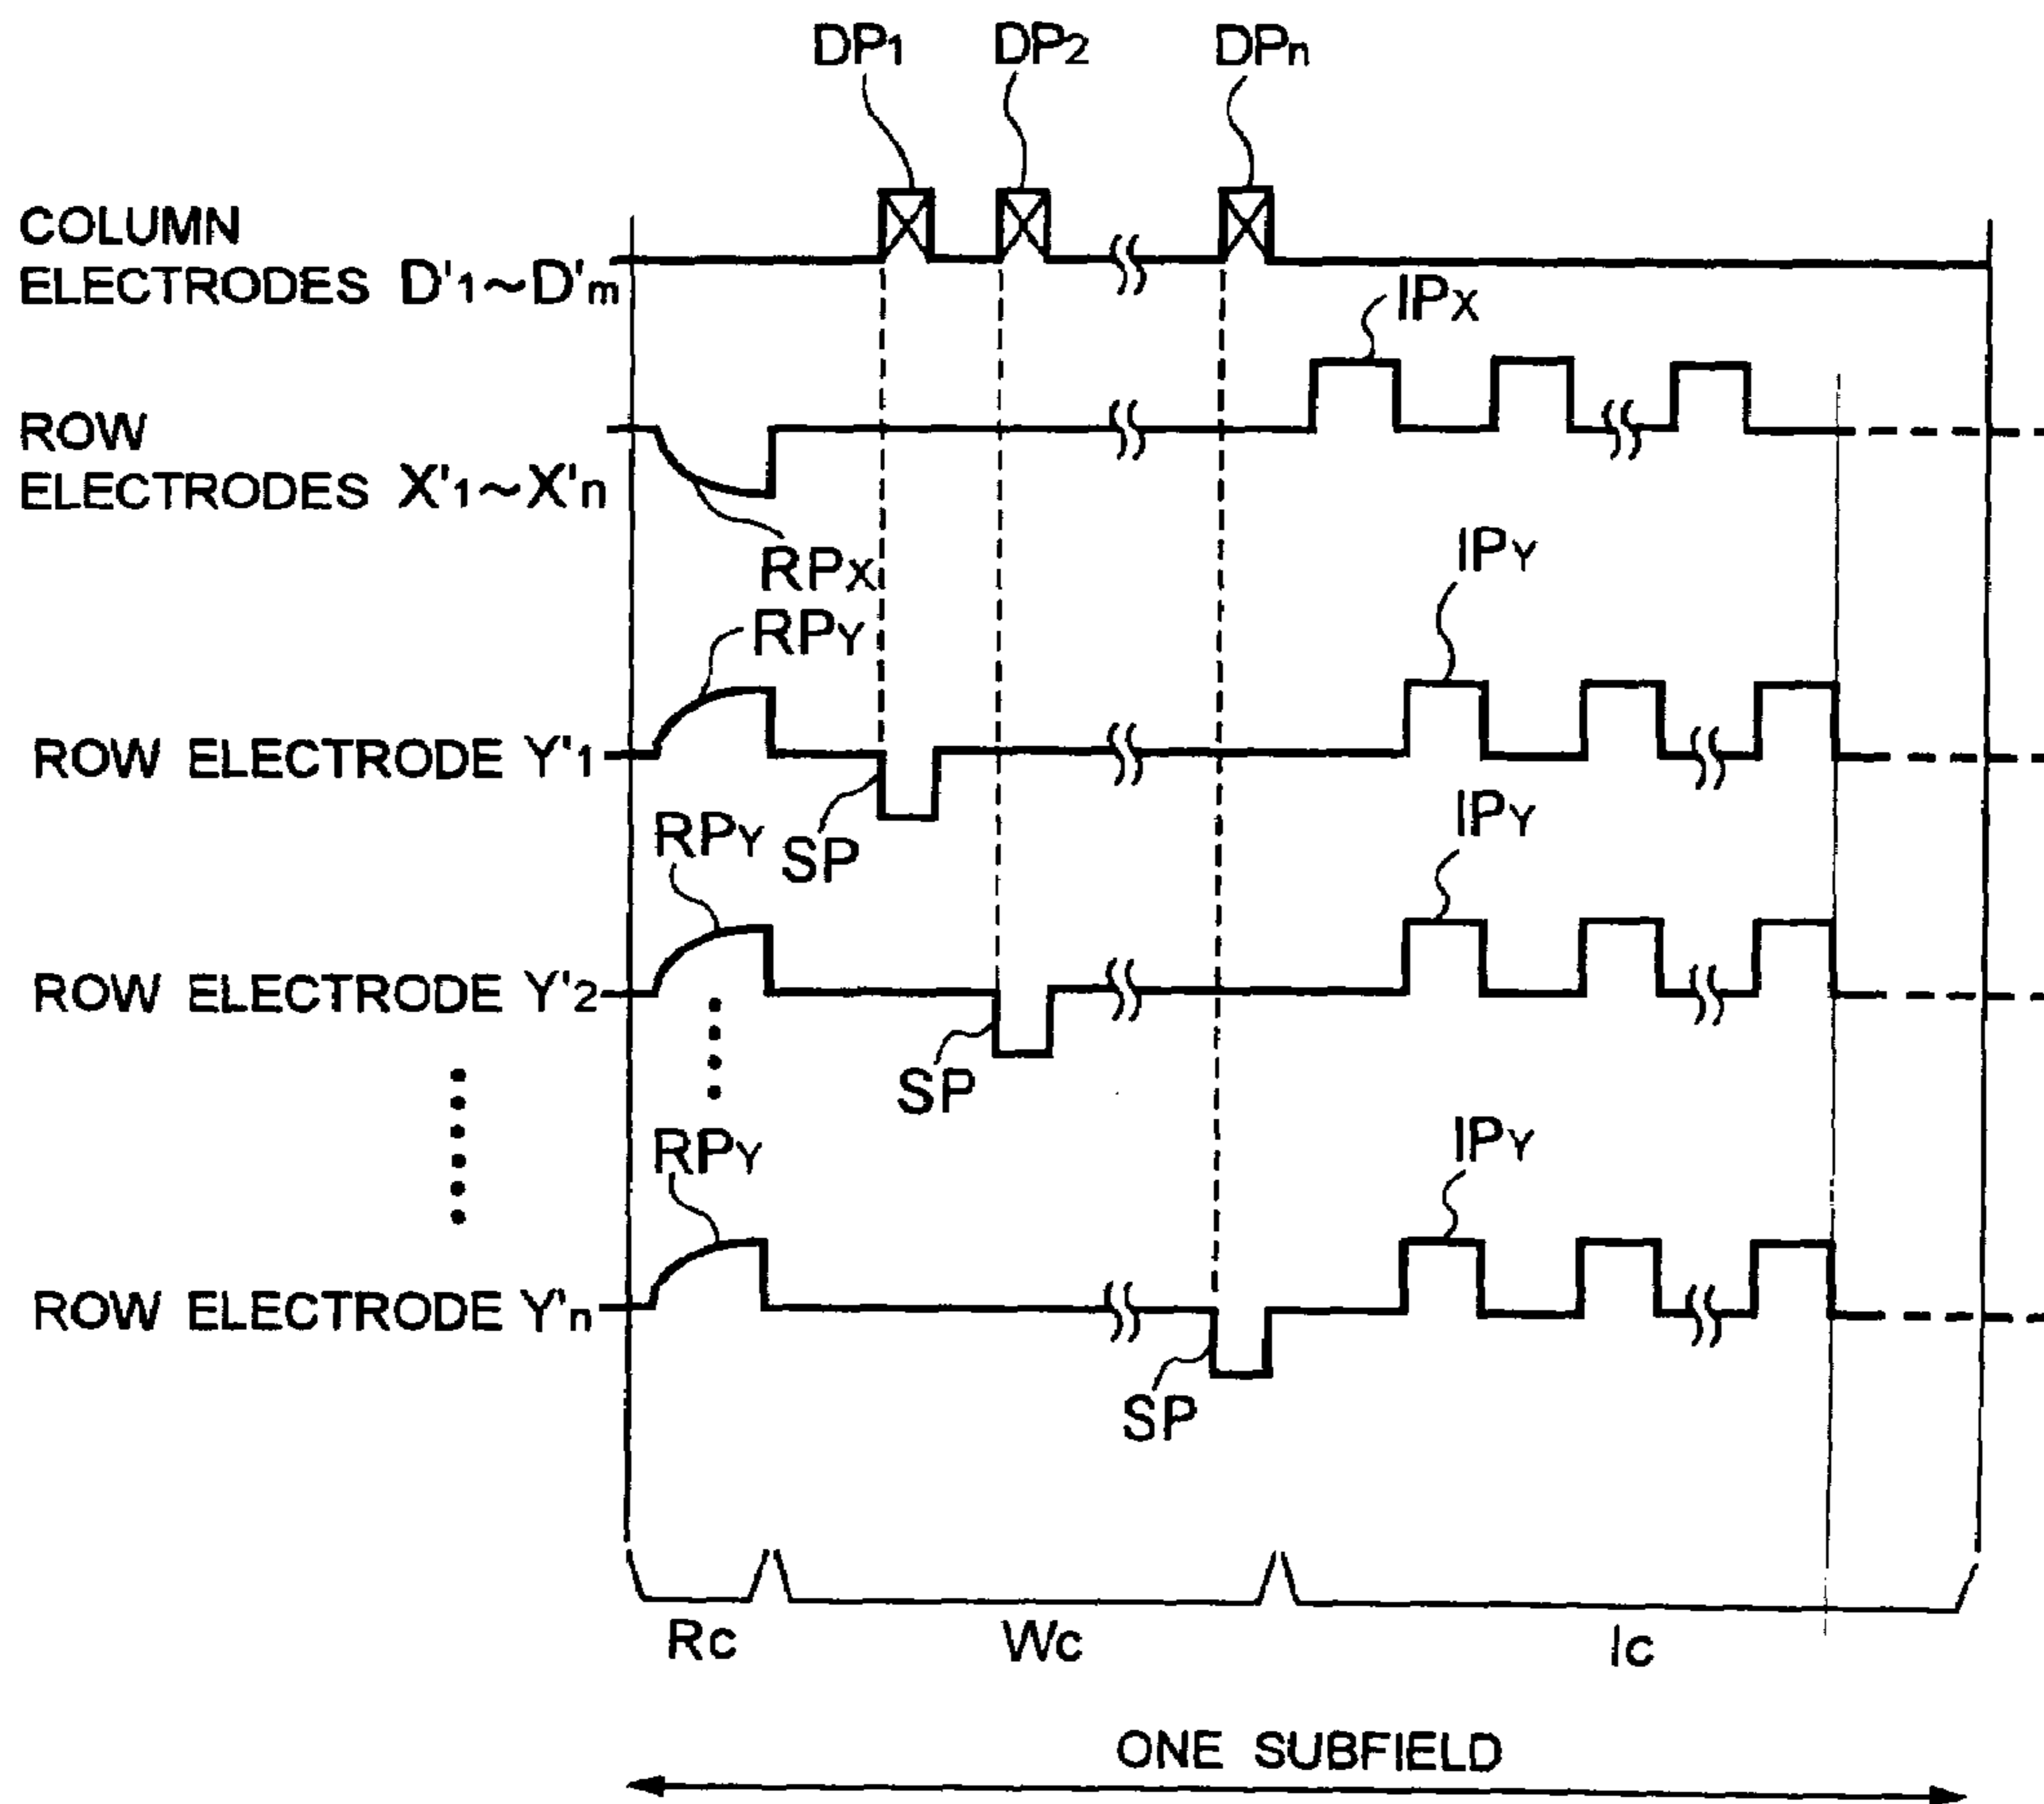 DP1 DP2 DPn
COLUMN
ELECTRODES D'1~D'm
IPX
ROW
ELECTRODES X'1~X'n
RPX
IPY
RPY
ROW ELECTRODE Y'1
SP
RPY
IPY
ROW ELECTRODE Y'2
SP
RPY
IPY
ROW ELECTRODE Y'n
SP
Rc Wc Ic
ONE SUBFIELD